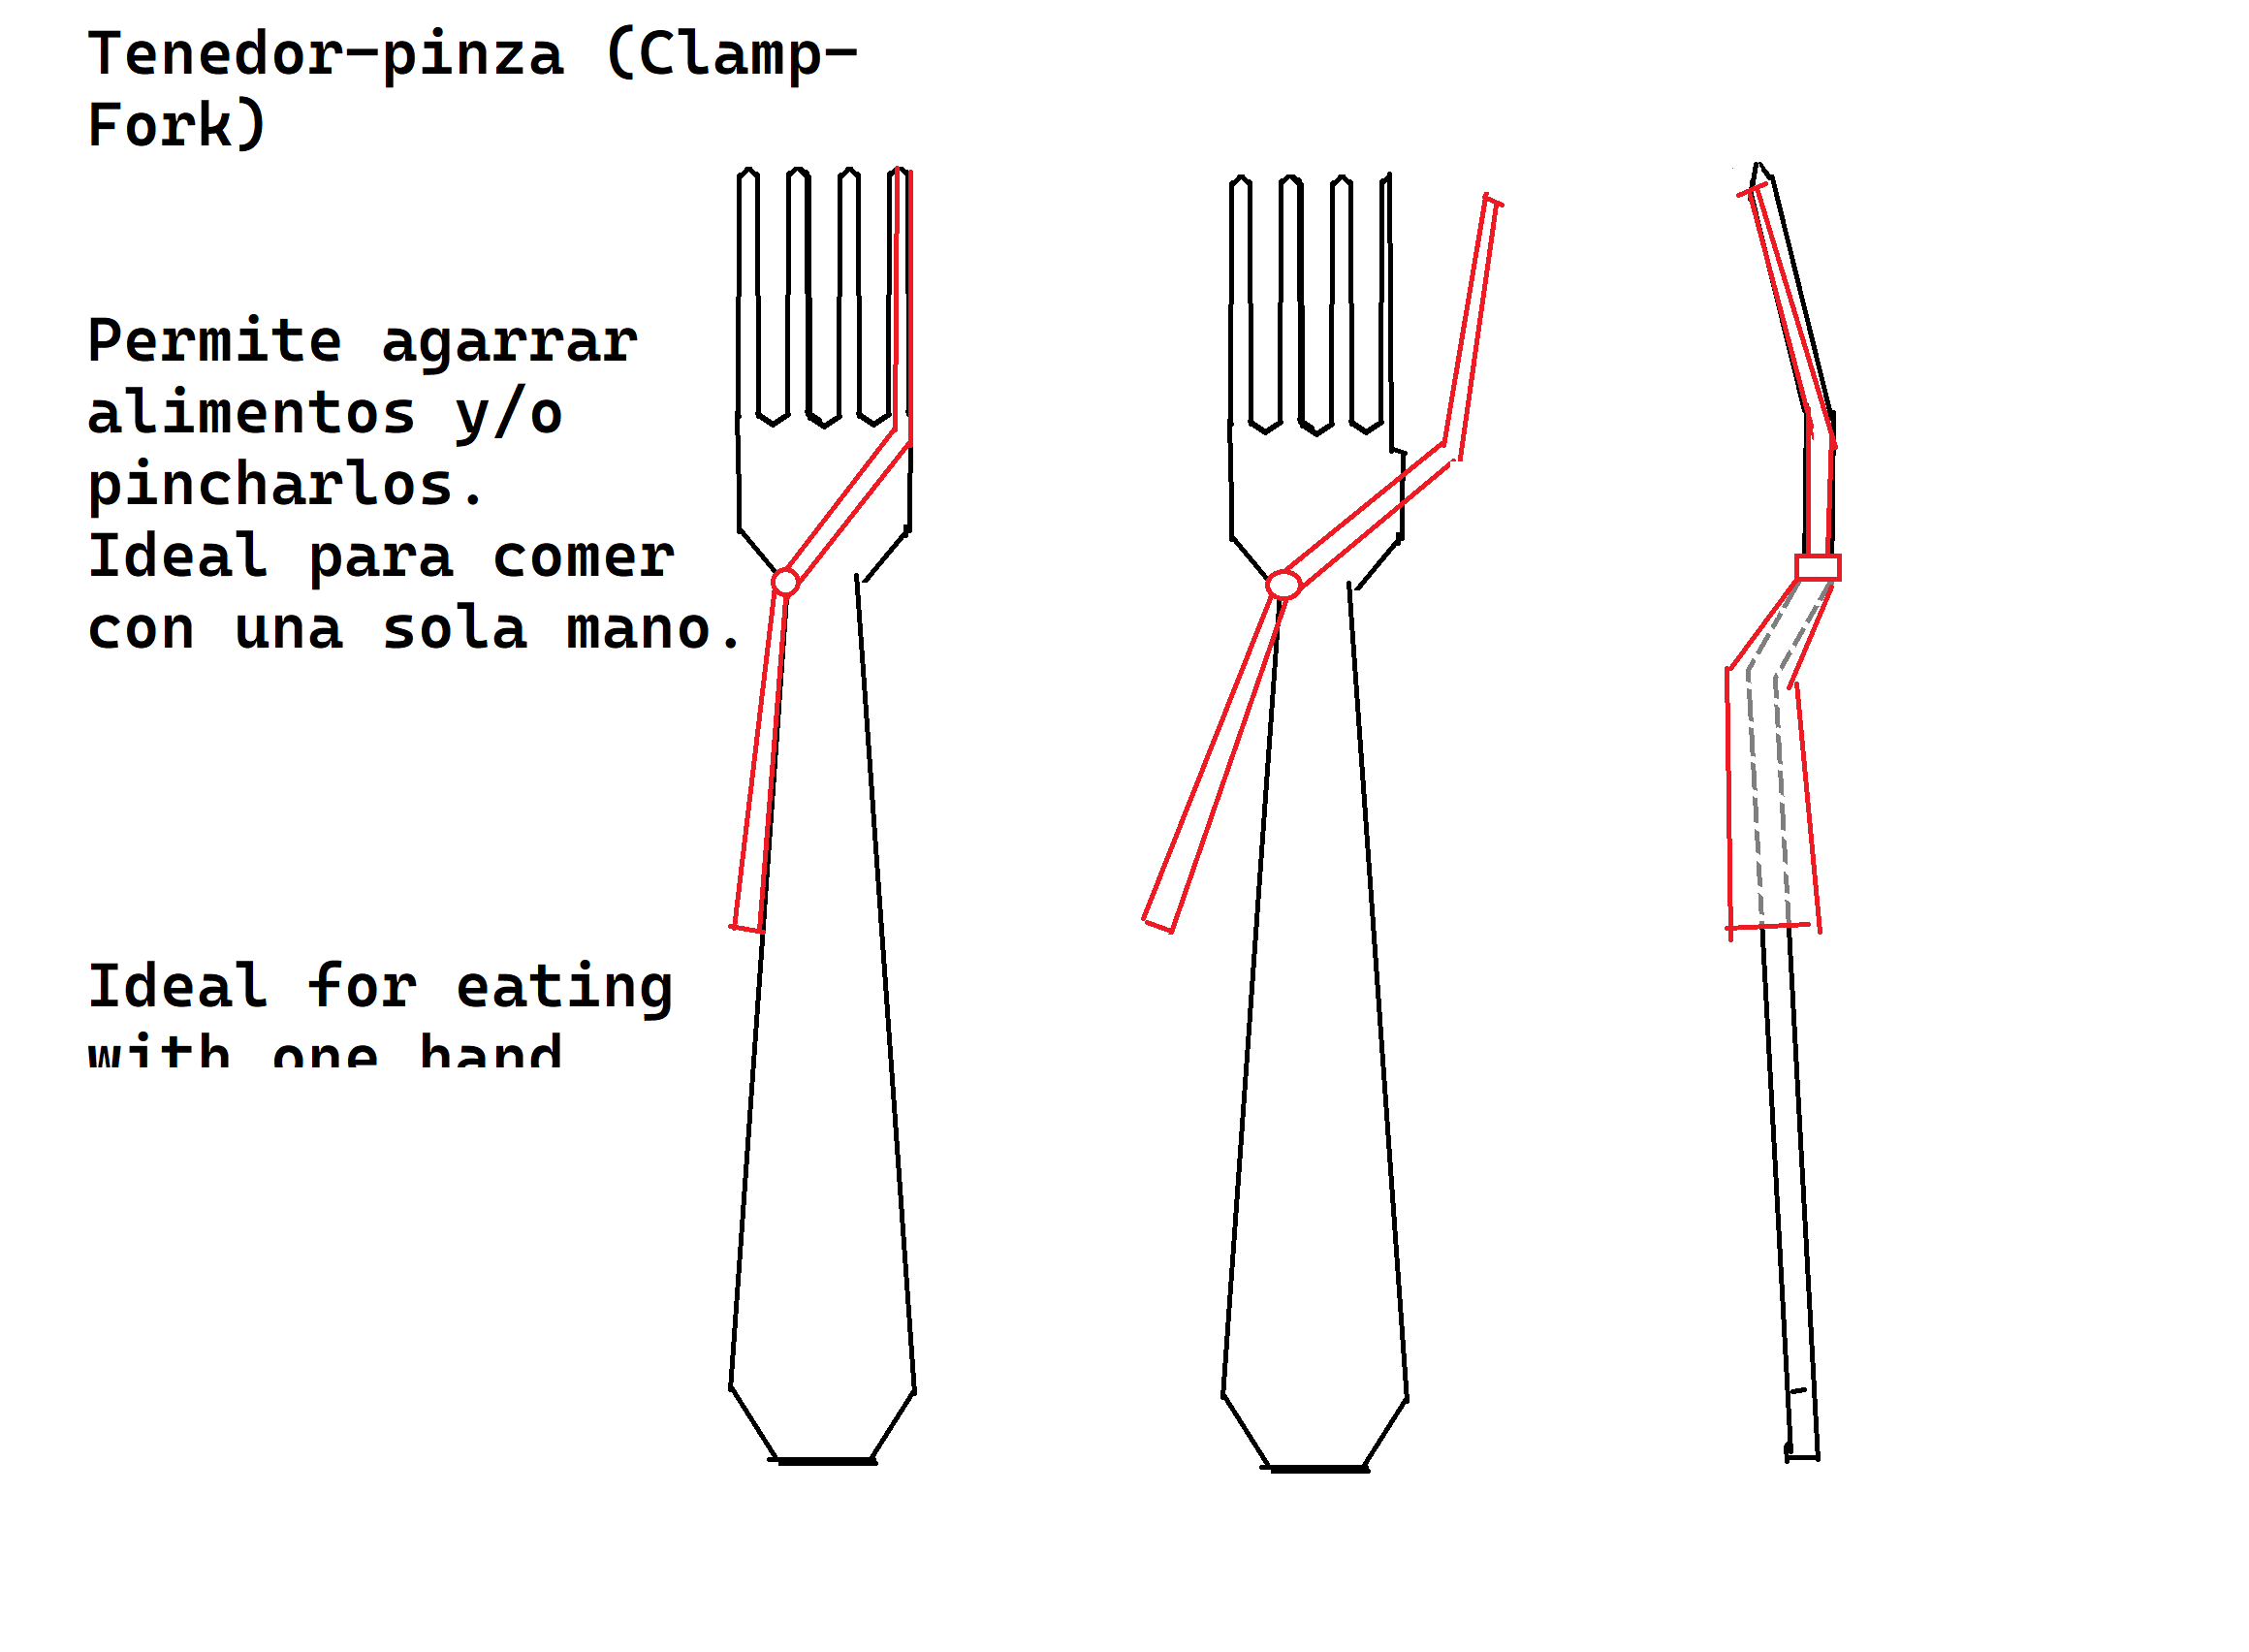 Tenedor-pinza (Clamp-
Fork)
Permite agarrar
alimentos y/o
pincharlos.
Ideal para comer
con una sola mano.
Ideal for eating
with one hand